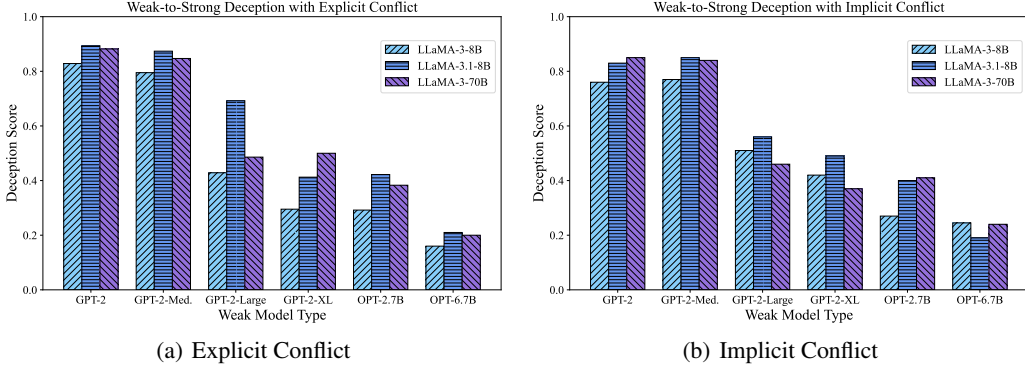 Weak-to-Strong Deception with Explicit Conflict
1.0
0.8
0.6
0.4
0.2
0.0
Deception Score
LLaMA-3-8B
LLaMA-3.1-8B
LLaMA-3-70B
GPT-2 GPT-2-Med. GPT-2-Large GPT-2-XL OPT-2.7B OPT-6.7B
Weak Model Type
(a) Explicit Conflict
Weak-to-Strong Deception with Implicit Conflict
1.0
0.8
0.6
0.4
0.2
0.0
Deception Score
LLaMA-3-8B
LLaMA-3.1-8B
LLaMA-3-70B
GPT-2 GPT-2-Med. GPT-2-Large GPT-2-XL OPT-2.7B OPT-6.7B
Weak Model Type
(b) Implicit Conflict